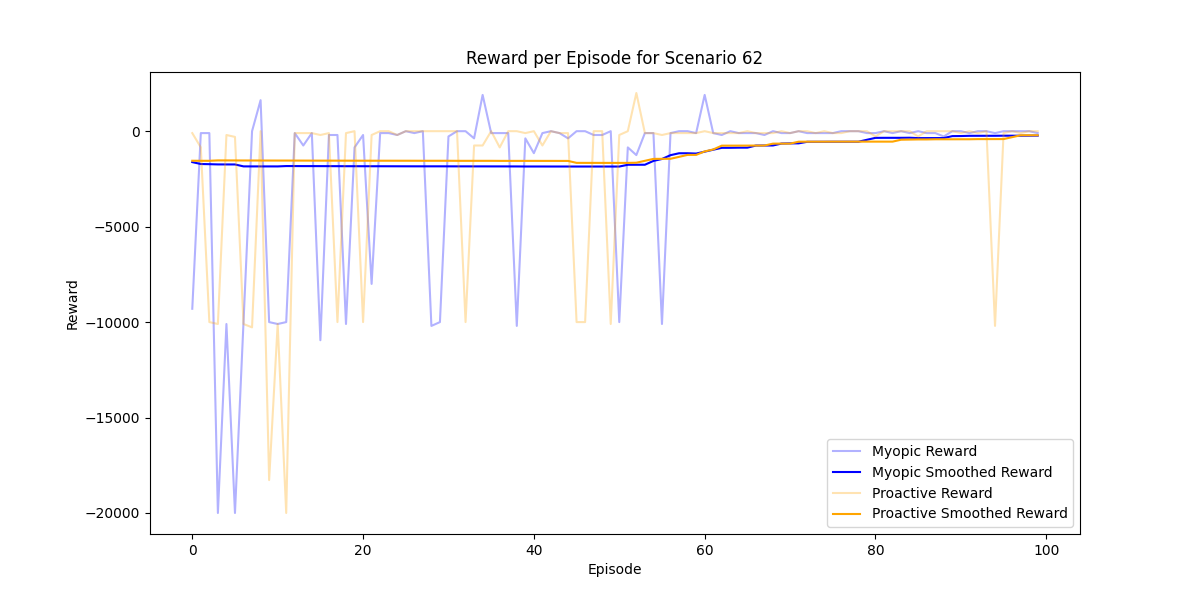 Reward per Episode for Scenario 62
Reward
0
−5000
−10000
−15000
−20000
0 20 40 60 80 100
Episode
Myopic Reward
Myopic Smoothed Reward
Proactive Reward
Proactive Smoothed Reward